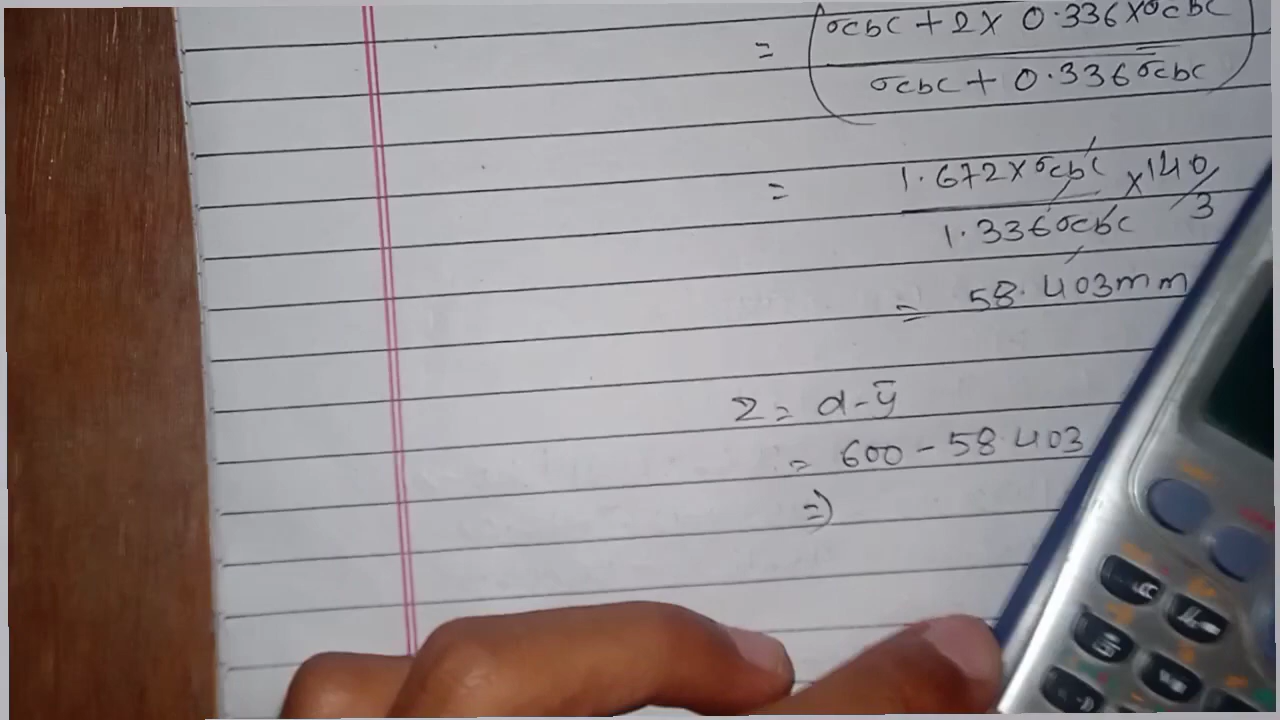 = (σcbc + 2 × 0.336 × σcbc
σcbc + 0.336 σcbc)
= 1.672 × σcbc × 140/3
1.336 σcbc
= 58.403mm
Z = d - ȳ
= 600 - 58.403
=)